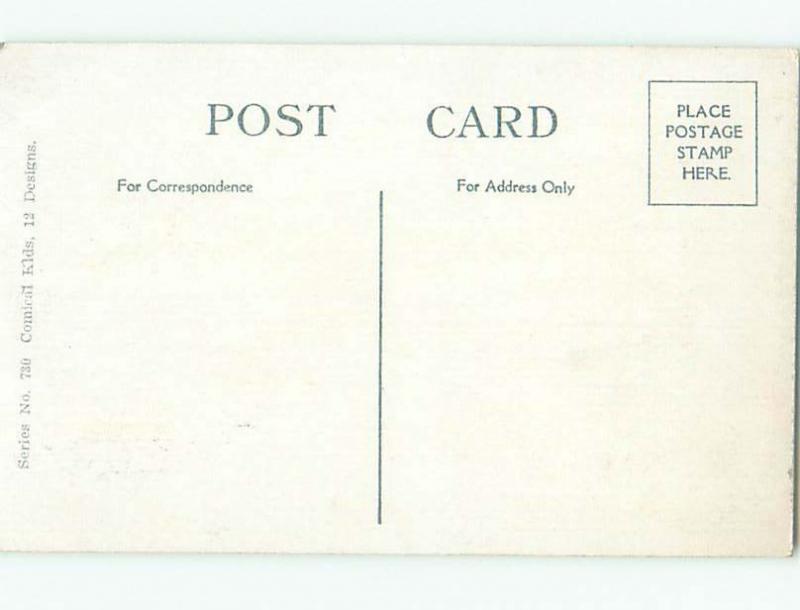 POST CARD
PLACE
POSTAGE
STAMP
HERE.
For Correspondence
For Address Only
Series No. 730 Comical Kids, 12 Designs.